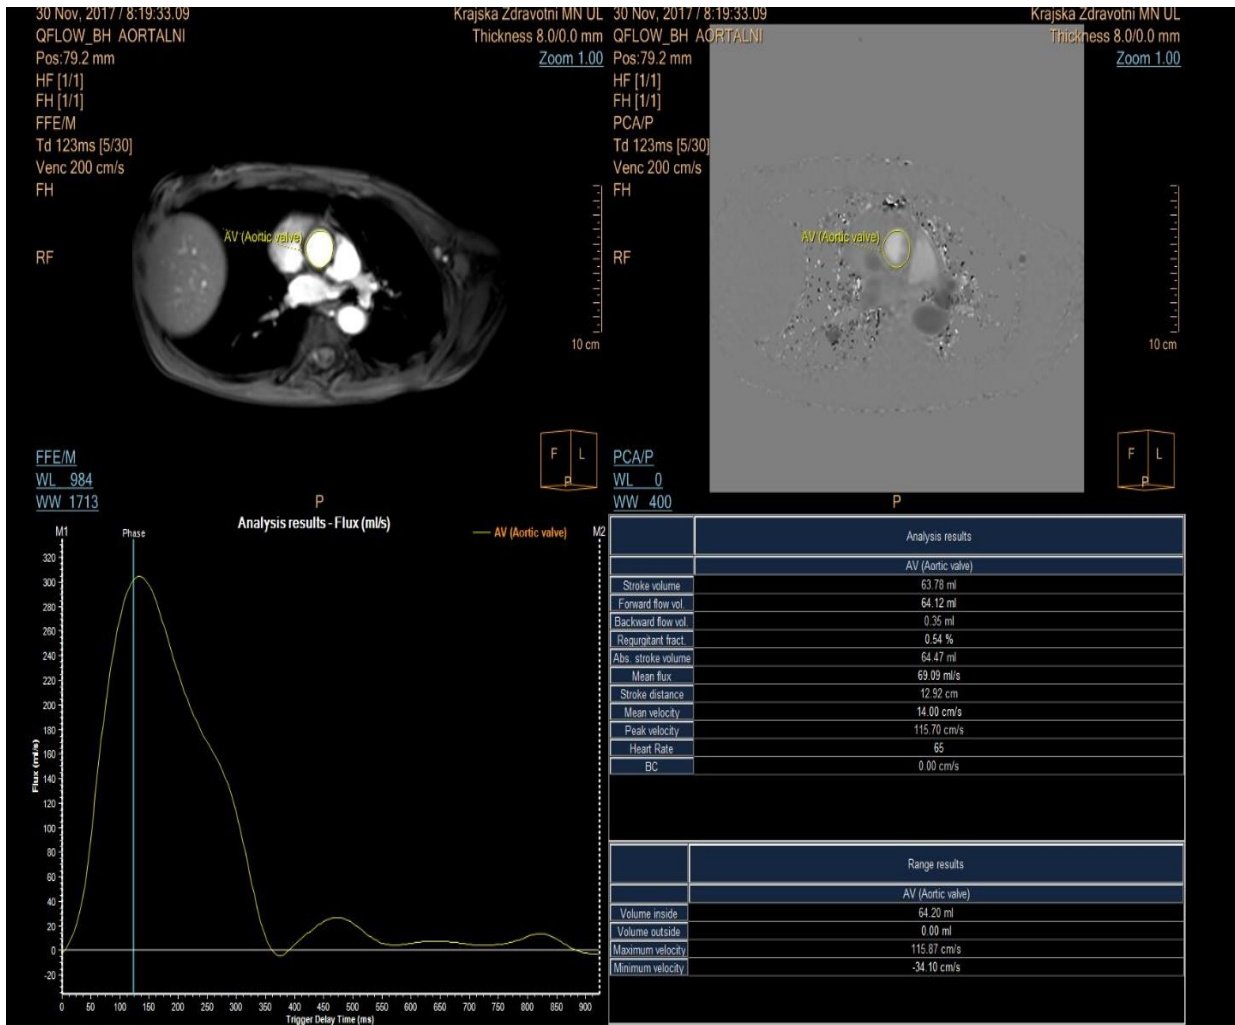 30 Nov, 2017 / 8:19:33.09
Krajska Zdravotni MN UL
QFLOW_BH AORTALNI
Thickness 8.0/0.0 mm
Pos:79.2 mm
Zoom 1.00
HF [1/1]
FH [1/1]
FFE/M
Td 123ms [5/30]
Venc 200 cm/s
FH
AV (Aortic valve)
RF
10 cm
F L
P
FFE/M
WL 984
WW 1713
P
30 Nov, 2017 / 8:19:33.09
Krajska Zdravotni MN UL
QFLOW_BH AORTALNI
Thickness 8.0/0.0 mm
Pos:79.2 mm
Zoom 1.00
HF [1/1]
FH [1/1]
PCA/P
Td 123ms [5/30]
Venc 200 cm/s
FH
AV (Aortic valve)
RF
10 cm
F L
P
PCA/P
WL 0
WW 400
P
Analysis results - Flux (ml/s)
M1
Phase
AV (Aortic valve)
M2
320
300
280
260
240
220
200
180
160
140
120
100
80
60
40
20
0
-20
Flux (ml/s)
0 50 100 150 200 250 300 350 400 450 500 550 600 650 700 750 800 850 900
Trigger Delay Time (ms)
Analysis results
AV (Aortic valve)
Stroke volume 63.78 ml
Forward flow vol. 64.12 ml
Backward flow vol. 0.35 ml
Regurgitant fract. 0.54 %
Abs. stroke volume 64.47 ml
Mean flux 69.09 ml/s
Stroke distance 12.92 cm
Mean velocity 14.00 cm/s
Peak velocity 115.70 cm/s
Heart Rate 65
BC 0.00 cm/s
Range results
AV (Aortic valve)
Volume inside 64.20 ml
Volume outside 0.00 ml
Maximum velocity 115.87 cm/s
Minimum velocity -34.10 cm/s